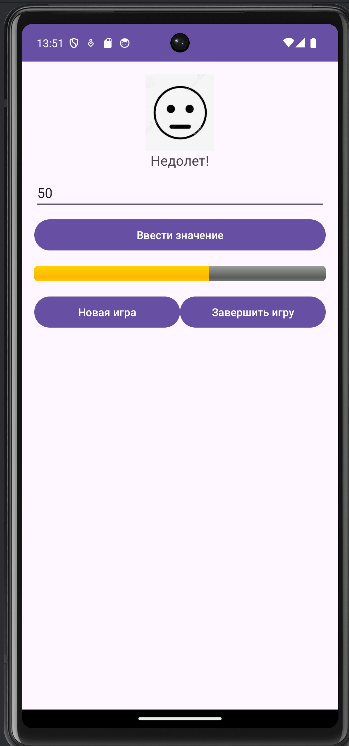 13:51
Недолет!
50
Ввести значение
Новая игра
Завершить игру